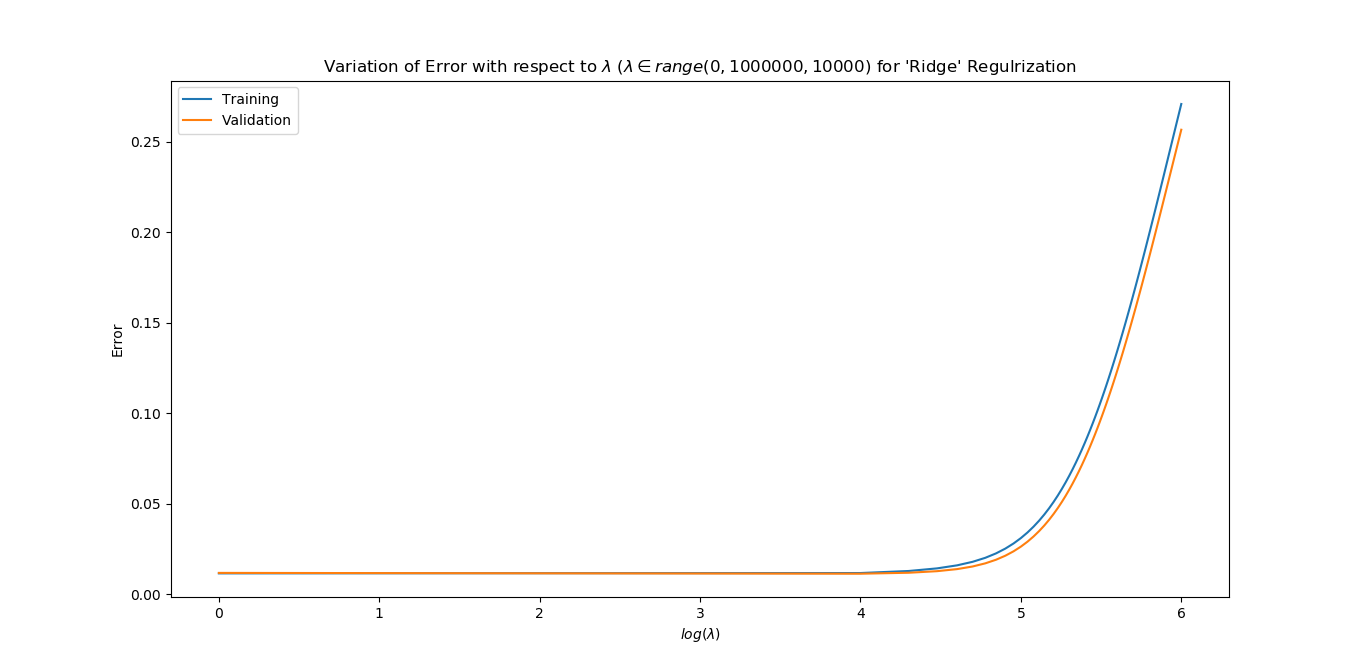 Variation of Error with respect to λ (λ ∈ range(0, 1000000, 10000) for 'Ridge' Regulrization
Training
Validation
0.25
0.20
0.15
0.10
0.05
0.00
Error
0 1 2 3 4 5 6
log(λ)